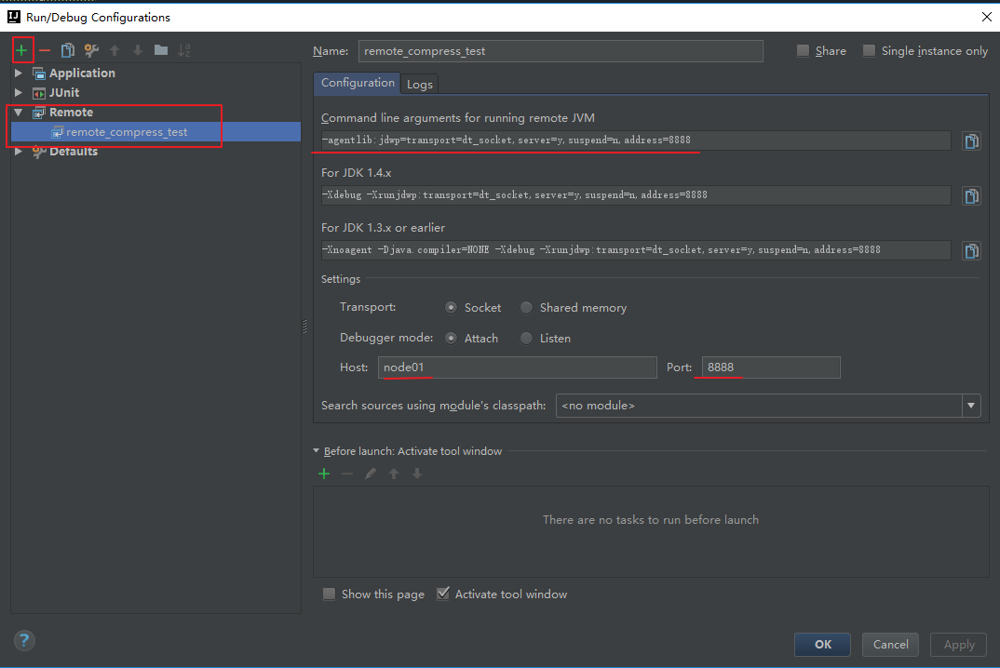 Run/Debug Configurations
Name: remote_compress_test Share Single instance only
Application
JUnit
Remote
remote_compress_test
Defaults
Configuration Logs
Command line arguments for running remote JVM
-agentlib:jdwp=transport=dt_socket,server=y,suspend=n,address=8888
For JDK 1.4.x
-Xdebug -Xrunjdwp:transport=dt_socket,server=y,suspend=n,address=8888
For JDK 1.3.x or earlier
-Xnoagent -Djava.compiler=NONE -Xdebug -Xrunjdwp:transport=dt_socket,server=y,suspend=n,address=8888
Settings
Transport: Socket Shared memory
Debugger mode: Attach Listen
Host: node01 Port: 8888
Search sources using module's classpath: <no module>
Before launch: Activate tool window
There are no tasks to run before launch
Show this page Activate tool window
? OK Cancel Apply